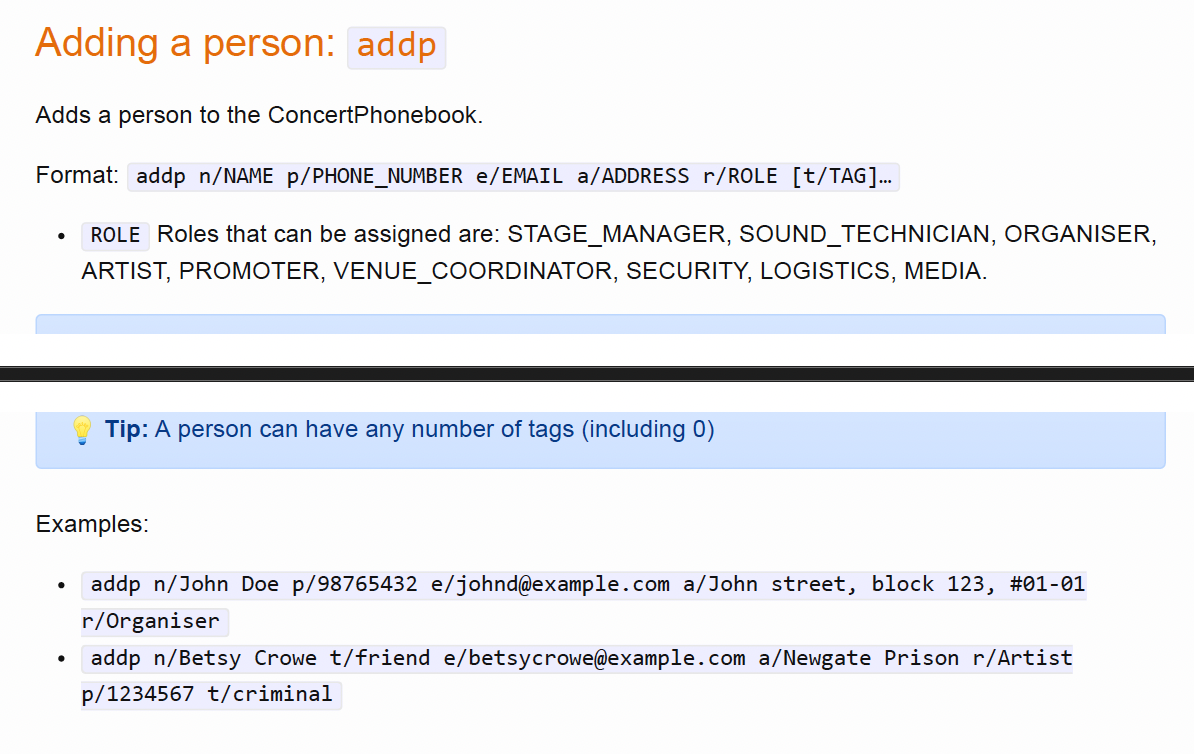 Adding a person: addp
Adds a person to the ConcertPhonebook.
Format: addp n/NAME p/PHONE_NUMBER e/EMAIL a/ADDRESS r/ROLE [t/TAG]…
• ROLE Roles that can be assigned are: STAGE_MANAGER, SOUND_TECHNICIAN, ORGANISER,
ARTIST, PROMOTER, VENUE_COORDINATOR, SECURITY, LOGISTICS, MEDIA.
💡 Tip: A person can have any number of tags (including 0)
Examples:
• addp n/John Doe p/98765432 e/johnd@example.com a/John street, block 123, #01-01
r/Organiser
• addp n/Betsy Crowe t/friend e/betsycrowe@example.com a/Newgate Prison r/Artist
p/1234567 t/criminal